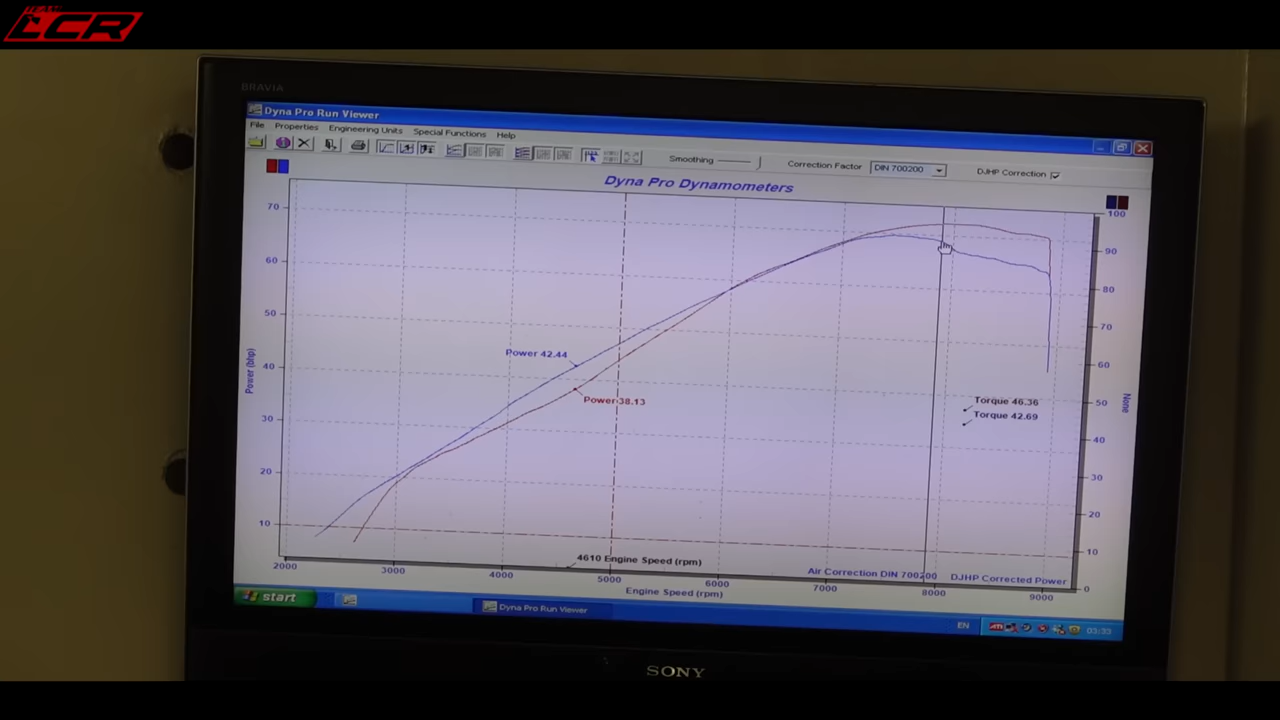 LCR
BRAVIA
Dyna Pro Run Viewer
File Properties Engineering Units Special Functions Help
Smoothing Correction Factor DIN 700200 DJHP Correction
Dyna Pro Dynamometers
70
60
50
40
30
20
10
Power (bhp)
100
90
80
70
60
50
40
30
20
10
0
None
Power 42.44
Power 38.13
Torque 46.36
Torque 42.69
4610 Engine Speed (rpm)
Air Correction DIN 700200 DJHP Corrected Power
2000 3000 4000 5000 6000 7000 8000 9000
Engine Speed (rpm)
start Dyna Pro Run Viewer EN ATI 03:33
SONY